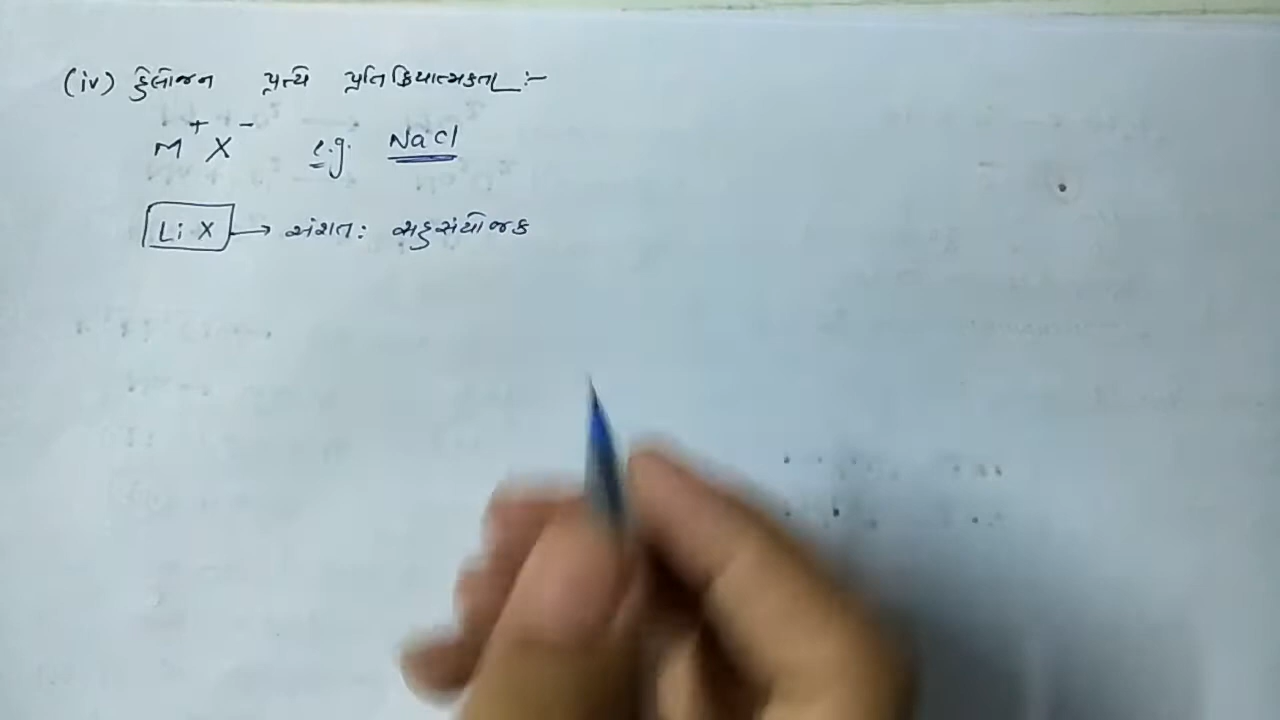 (iv) હેલોજન પ્રત્યે પ્રતિક્રિયાત્મકતા :-
M⁺ X⁻ e.g. NaCl
Li X → અંશત: સહસંયોજક